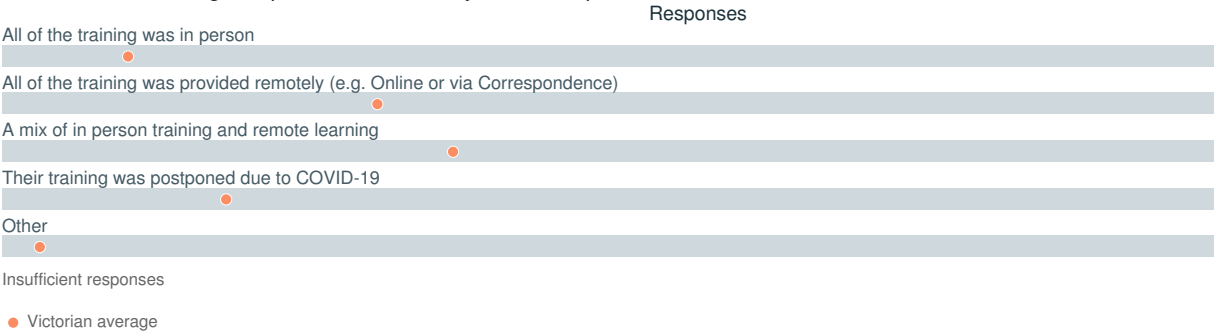 Responses
All of the training was in person
All of the training was provided remotely (e.g. Online or via Correspondence)
A mix of in person training and remote learning
Their training was postponed due to COVID-19
Other
Insufficient responses
Victorian average